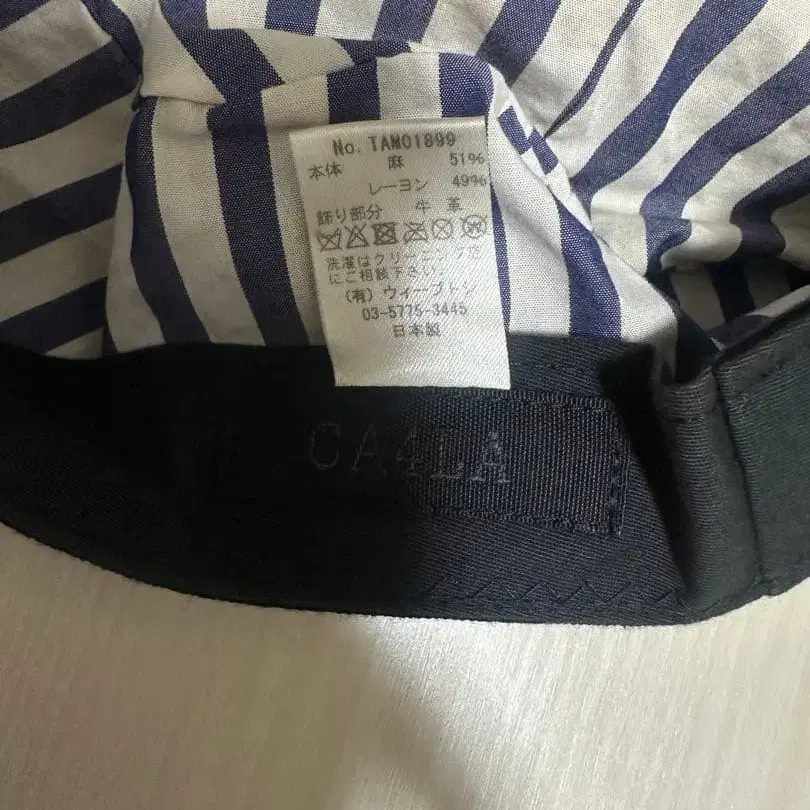 No. TAM01899
本体 麻 51%
レーヨン 49%
飾り部分 牛革
洗濯はクリーニング店
にご相談下さい。
(有)ウィーブトシ
03-5775-3445
日本製
CA4LA